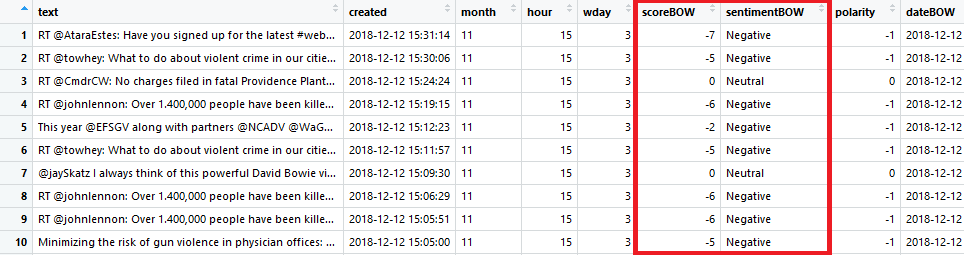 text created month hour wday scoreBOW sentimentBOW polarity dateBOW
1 RT @AtaraEstes: Have you signed up for the latest #web... 2018-12-12 15:31:14 11 15 3 -7 Negative -1 2018-12-12
2 RT @towhey: What to do about violent crime in our citie... 2018-12-12 15:30:06 11 15 3 -5 Negative -1 2018-12-12
3 RT @CmdrCW: No charges filed in fatal Providence Plant... 2018-12-12 15:24:24 11 15 3 0 Neutral 0 2018-12-12
4 RT @johnlennon: Over 1.400,000 people have been kille... 2018-12-12 15:19:15 11 15 3 -6 Negative -1 2018-12-12
5 This year @EFSGV along with partners @NCADV @WaG... 2018-12-12 15:12:23 11 15 3 -2 Negative -1 2018-12-12
6 RT @towhey: What to do about violent crime in our citie... 2018-12-12 15:11:57 11 15 3 -5 Negative -1 2018-12-12
7 @jaySkatz I always think of this powerful David Bowie vi... 2018-12-12 15:09:30 11 15 3 0 Neutral 0 2018-12-12
8 RT @johnlennon: Over 1.400,000 people have been kille... 2018-12-12 15:06:29 11 15 3 -6 Negative -1 2018-12-12
9 RT @johnlennon: Over 1.400,000 people have been kille... 2018-12-12 15:05:51 11 15 3 -6 Negative -1 2018-12-12
10 Minimizing the risk of gun violence in physician offices: ... 2018-12-12 15:05:00 11 15 3 -5 Negative -1 2018-12-12